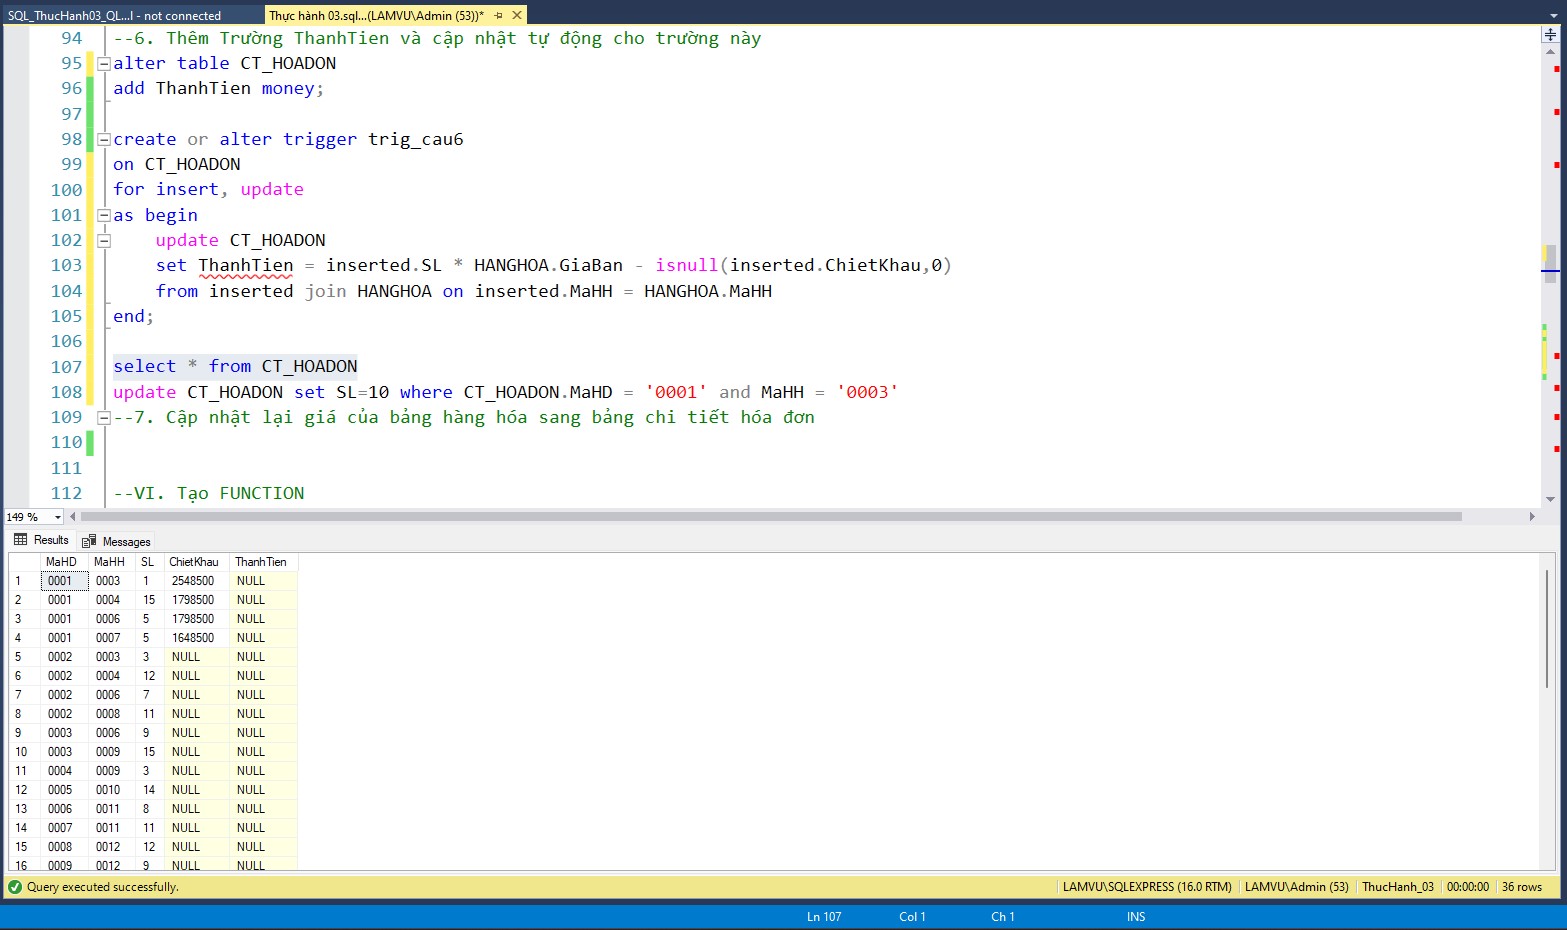 SQL_ThucHanh03_QL...l - not connected
Thực hành 03.sql...(LAMVU\Admin (53))*
94 --6. Thêm Trường ThanhTien và cập nhật tự động cho trường này
95 alter table CT_HOADON
96 add ThanhTien money;
97
98 create or alter trigger trig_cau6
99 on CT_HOADON
100 for insert, update
101 as begin
102 update CT_HOADON
103 set ThanhTien = inserted.SL * HANGHOA.GiaBan - isnull(inserted.ChietKhau,0)
104 from inserted join HANGHOA on inserted.MaHH = HANGHOA.MaHH
105 end;
106
107 select * from CT_HOADON
108 update CT_HOADON set SL=10 where CT_HOADON.MaHD = '0001' and MaHH = '0003'
109 --7. Cập nhật lại giá của bảng hàng hóa sang bảng chi tiết hóa đơn
110
111
112 --VI. Tạo FUNCTION
149 %
Results Messages
MaHD MaHH SL ChietKhau ThanhTien
1 0001 0003 1 2548500 NULL
2 0001 0004 15 1798500 NULL
3 0001 0006 5 1798500 NULL
4 0001 0007 5 1648500 NULL
5 0002 0003 3 NULL NULL
6 0002 0004 12 NULL NULL
7 0002 0006 7 NULL NULL
8 0002 0008 11 NULL NULL
9 0003 0006 9 NULL NULL
10 0003 0009 15 NULL NULL
11 0004 0009 3 NULL NULL
12 0005 0010 14 NULL NULL
13 0006 0011 8 NULL NULL
14 0007 0011 11 NULL NULL
15 0008 0012 12 NULL NULL
16 0009 0012 9 NULL NULL
Query executed successfully. LAMVU\SQLEXPRESS (16.0 RTM) LAMVU\Admin (53) ThucHanh_03 00:00:00 36 rows
Ln 107 Col 1 Ch 1 INS